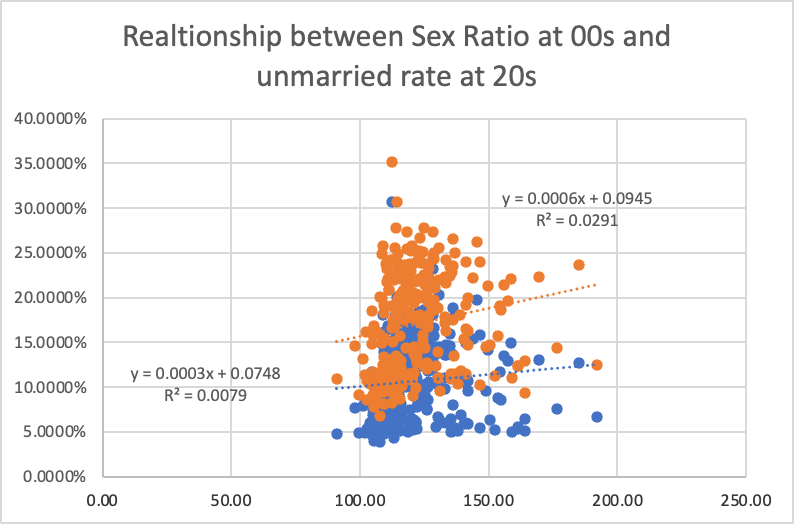 Realtionship between Sex Ratio at 00s and
unmarried rate at 20s
40.0000%
35.0000%
30.0000%
25.0000%
20.0000%
15.0000%
10.0000%
5.0000%
0.0000%
y = 0.0006x + 0.0945
R² = 0.0291
y = 0.0003x + 0.0748
R² = 0.0079
0.00 50.00 100.00 150.00 200.00 250.00